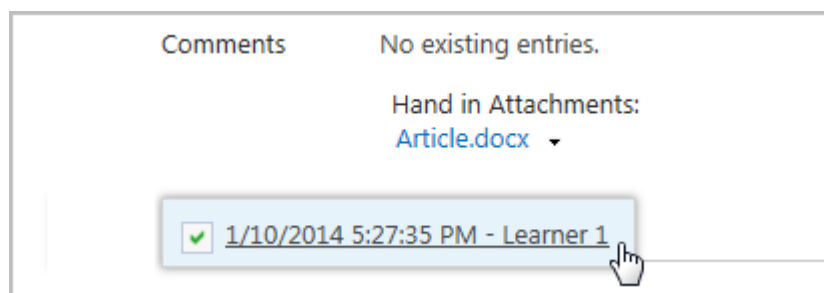 Comments No existing entries.
Hand in Attachments:
Article.docx
1/10/2014 5:27:35 PM - Learner 1